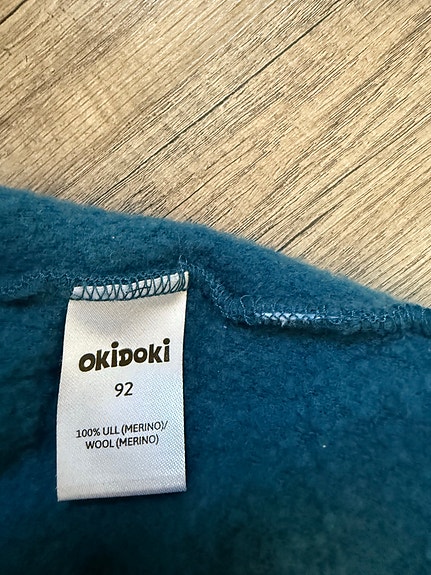 OKIDOKI
92
100% ULL (MERINO)/
WOOL (MERINO)